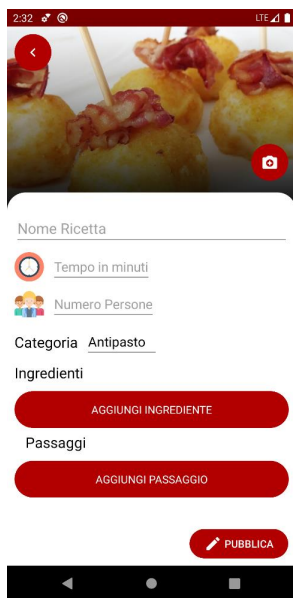 2:32
LTE
Nome Ricetta
Tempo in minuti
Numero Persone
Categoria Antipasto
Ingredienti
AGGIUNGI INGREDIENTE
Passaggi
AGGIUNGI PASSAGGIO
PUBBLICA